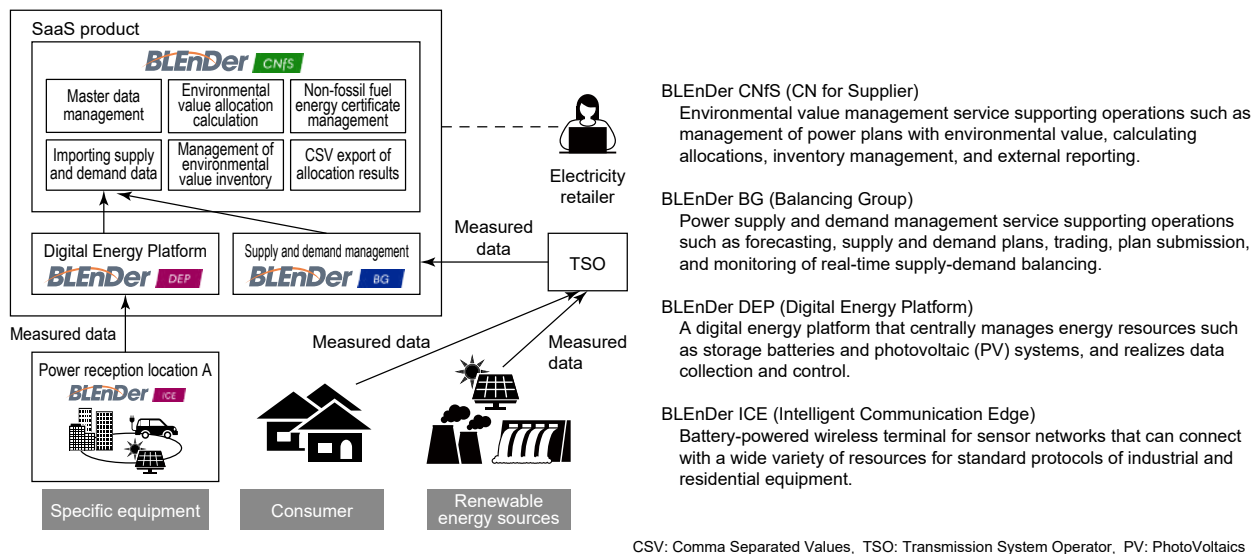 SaaS product
BLEnDer CNfS
Master data
management
Environmental
value allocation
calculation
Non-fossil fuel
energy certificate
management
Importing supply
and demand data
Management of
environmental
value inventory
CSV export of
allocation results
Electricity
retailer
Digital Energy Platform
BLEnDer DEP
Supply and demand management
BLEnDer BG
Measured
data
TSO
Measured data
Measured data
Measured
data
Power reception location A
BLEnDer ICE
Specific equipment
Consumer
Renewable
energy sources
BLEnDer CNfS (CN for Supplier)
Environmental value management service supporting operations such as
management of power plans with environmental value, calculating
allocations, inventory management, and external reporting.
BLEnDer BG (Balancing Group)
Power supply and demand management service supporting operations
such as forecasting, supply and demand plans, trading, plan submission,
and monitoring of real-time supply-demand balancing.
BLEnDer DEP (Digital Energy Platform)
A digital energy platform that centrally manages energy resources such
as storage batteries and photovoltaic (PV) systems, and realizes data
collection and control.
BLEnDer ICE (Intelligent Communication Edge)
Battery-powered wireless terminal for sensor networks that can connect
with a wide variety of resources for standard protocols of industrial and
residential equipment.
CSV: Comma Separated Values, TSO: Transmission System Operator, PV: PhotoVoltaics